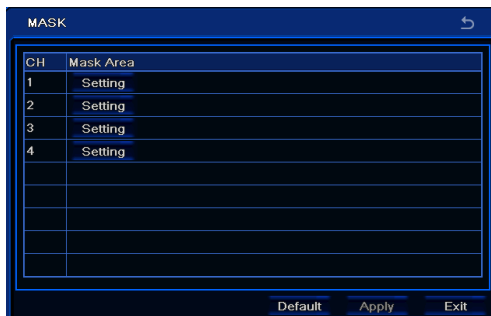 MASK
CH Mask Area
1 Setting
2 Setting
3 Setting
4 Setting
Default Apply Exit